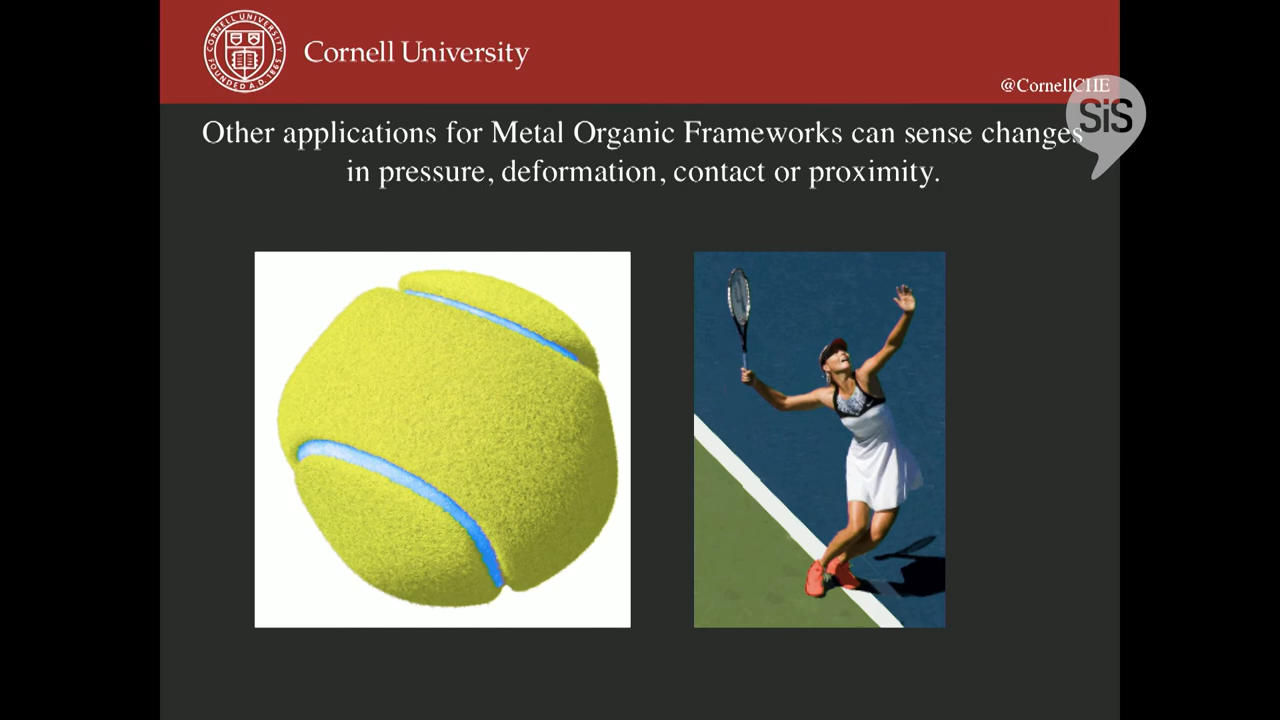 CORNELL UNIVERSITY
FOUNDED A.D. 1865
Cornell University
@CornellCHE
SiS
Other applications for Metal Organic Frameworks can sense changes
in pressure, deformation, contact or proximity.